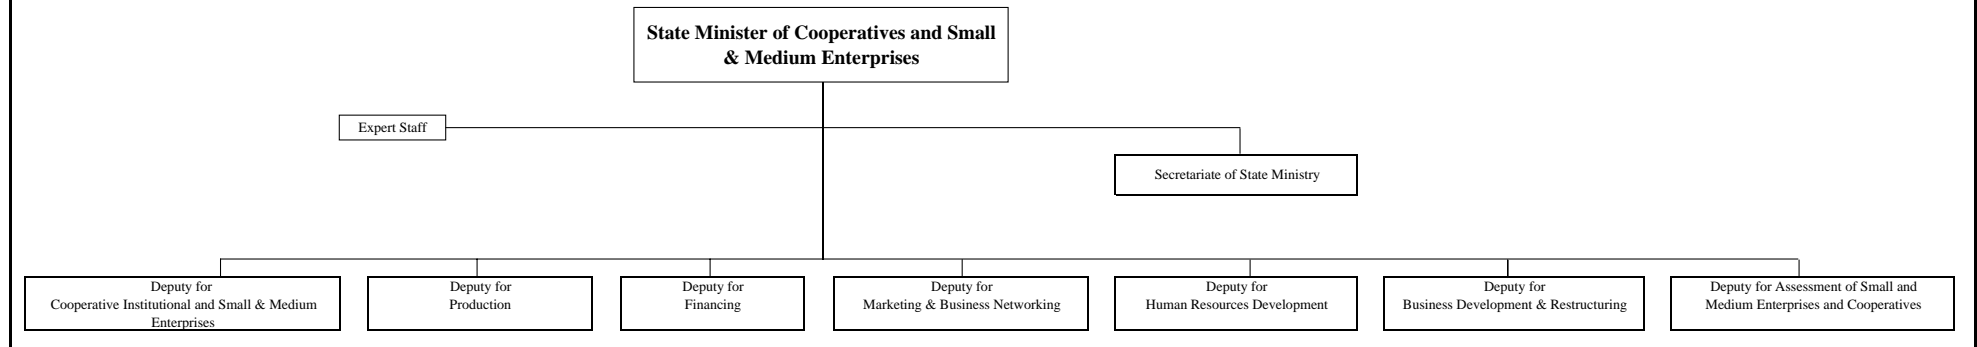 State Minister of Cooperatives and Small
& Medium Enterprises
Expert Staff
Secretariate of State Ministry
Deputy for
Cooperative Institutional and Small & Medium
Enterprises
Deputy for
Production
Deputy for
Financing
Deputy for
Marketing & Business Networking
Deputy for
Human Resources Development
Deputy for
Business Development & Restructuring
Deputy for Assessment of Small and
Medium Enterprises and Cooperatives